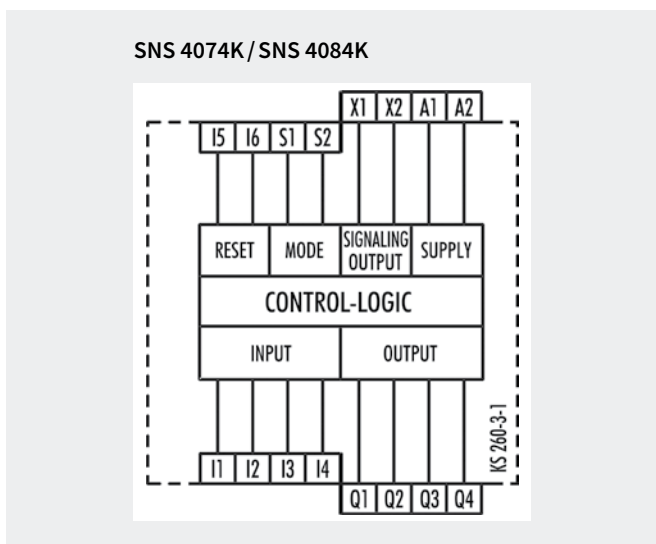 SNS 4074K / SNS 4084K
X1 X2 A1 A2
I5 I6 S1 S2
RESET MODE SIGNALING OUTPUT SUPPLY
CONTROL-LOGIC
INPUT OUTPUT
KS 260-3-1
I1 I2 I3 I4
Q1 Q2 Q3 Q4